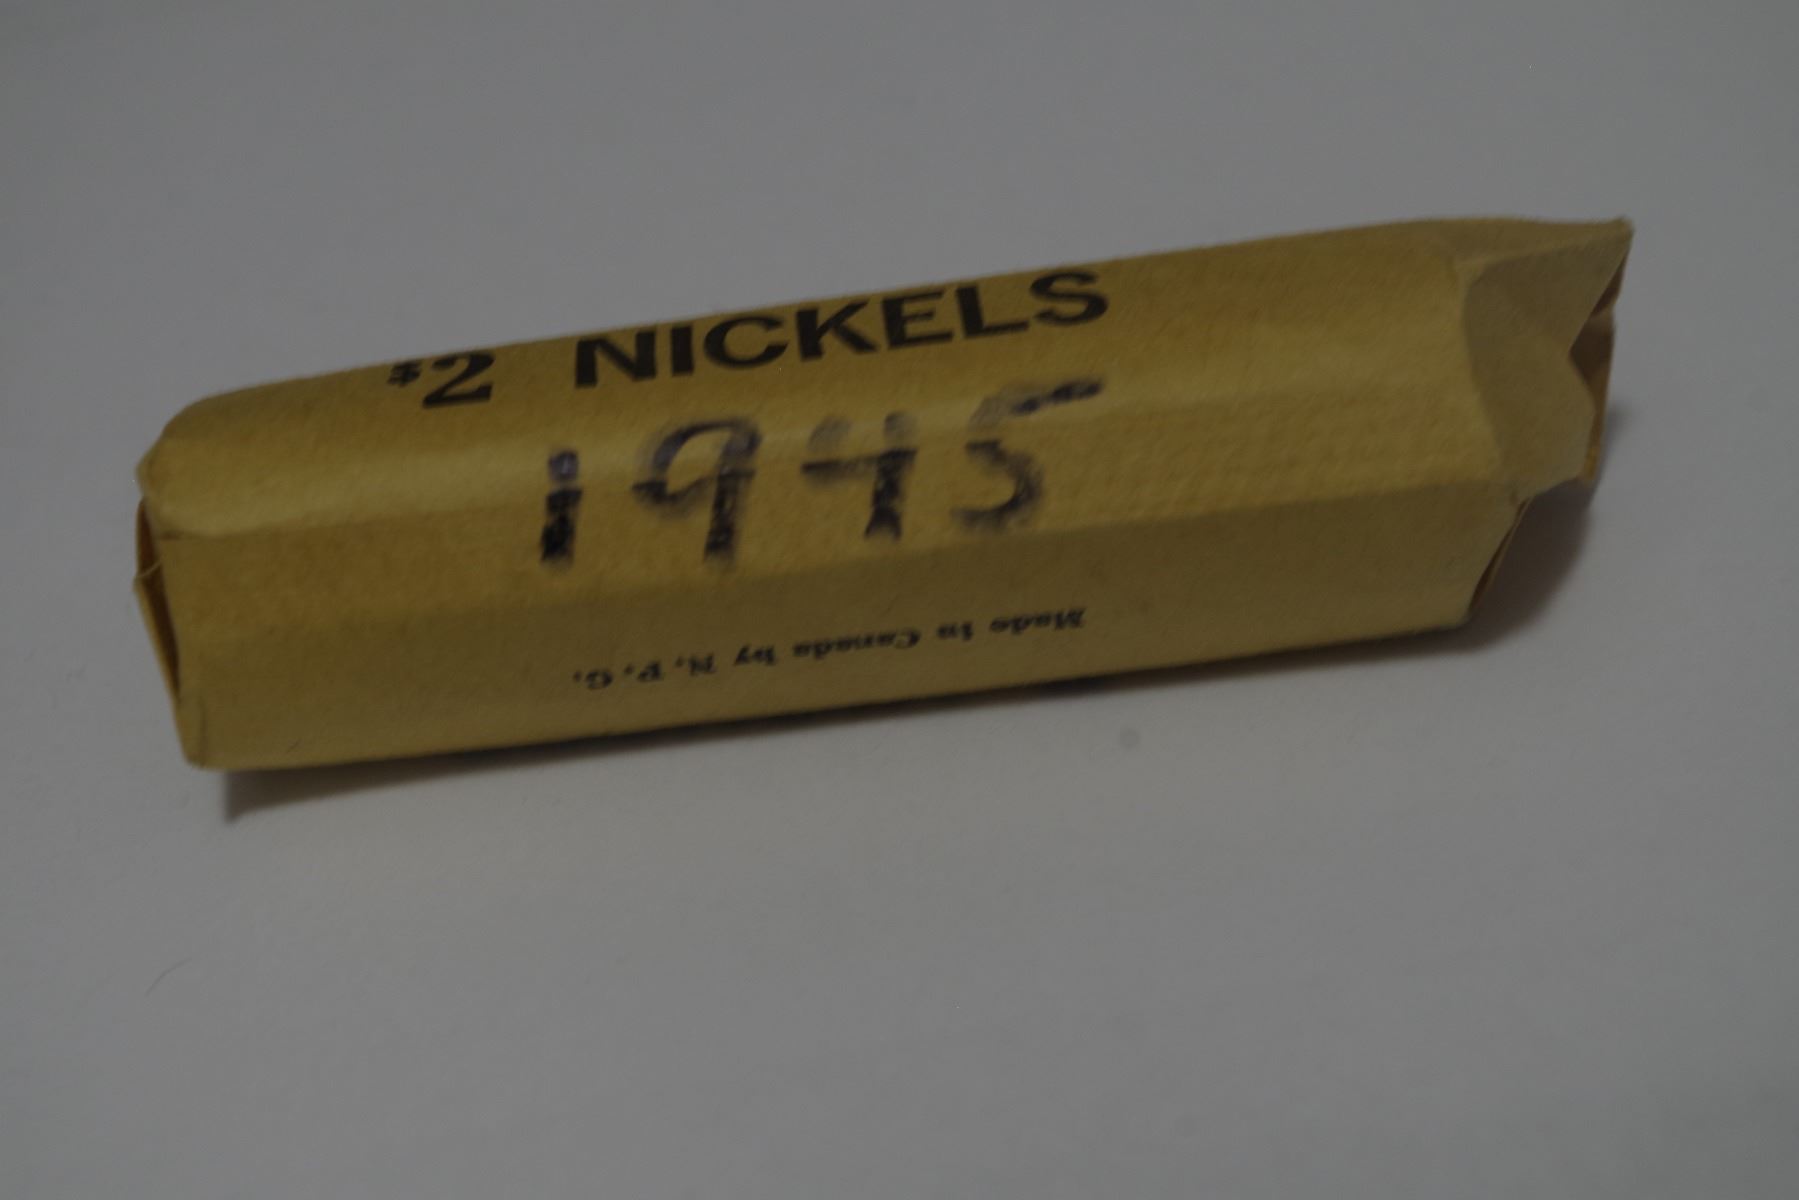 $2 NICKELS
1945
Made in Canada by N. P. C.